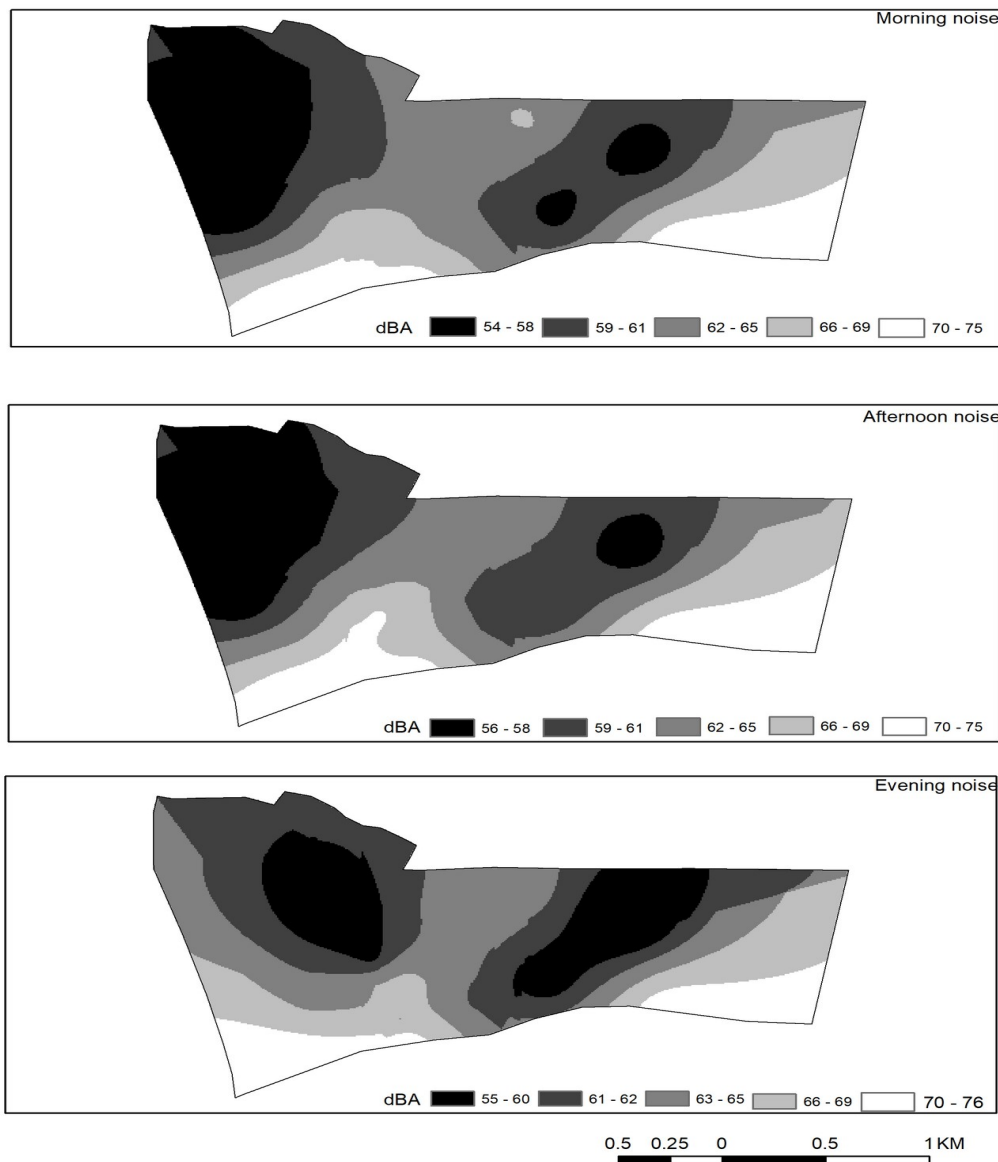 Morning noise
dBA 54 - 58 59 - 61 62 - 65 66 - 69 70 - 75
Afternoon noise
dBA 56 - 58 59 - 61 62 - 65 66 - 69 70 - 75
Evening noise
dBA 55 - 60 61 - 62 63 - 65 66 - 69 70 - 76
0.5 0.25 0 0.5 1 KM